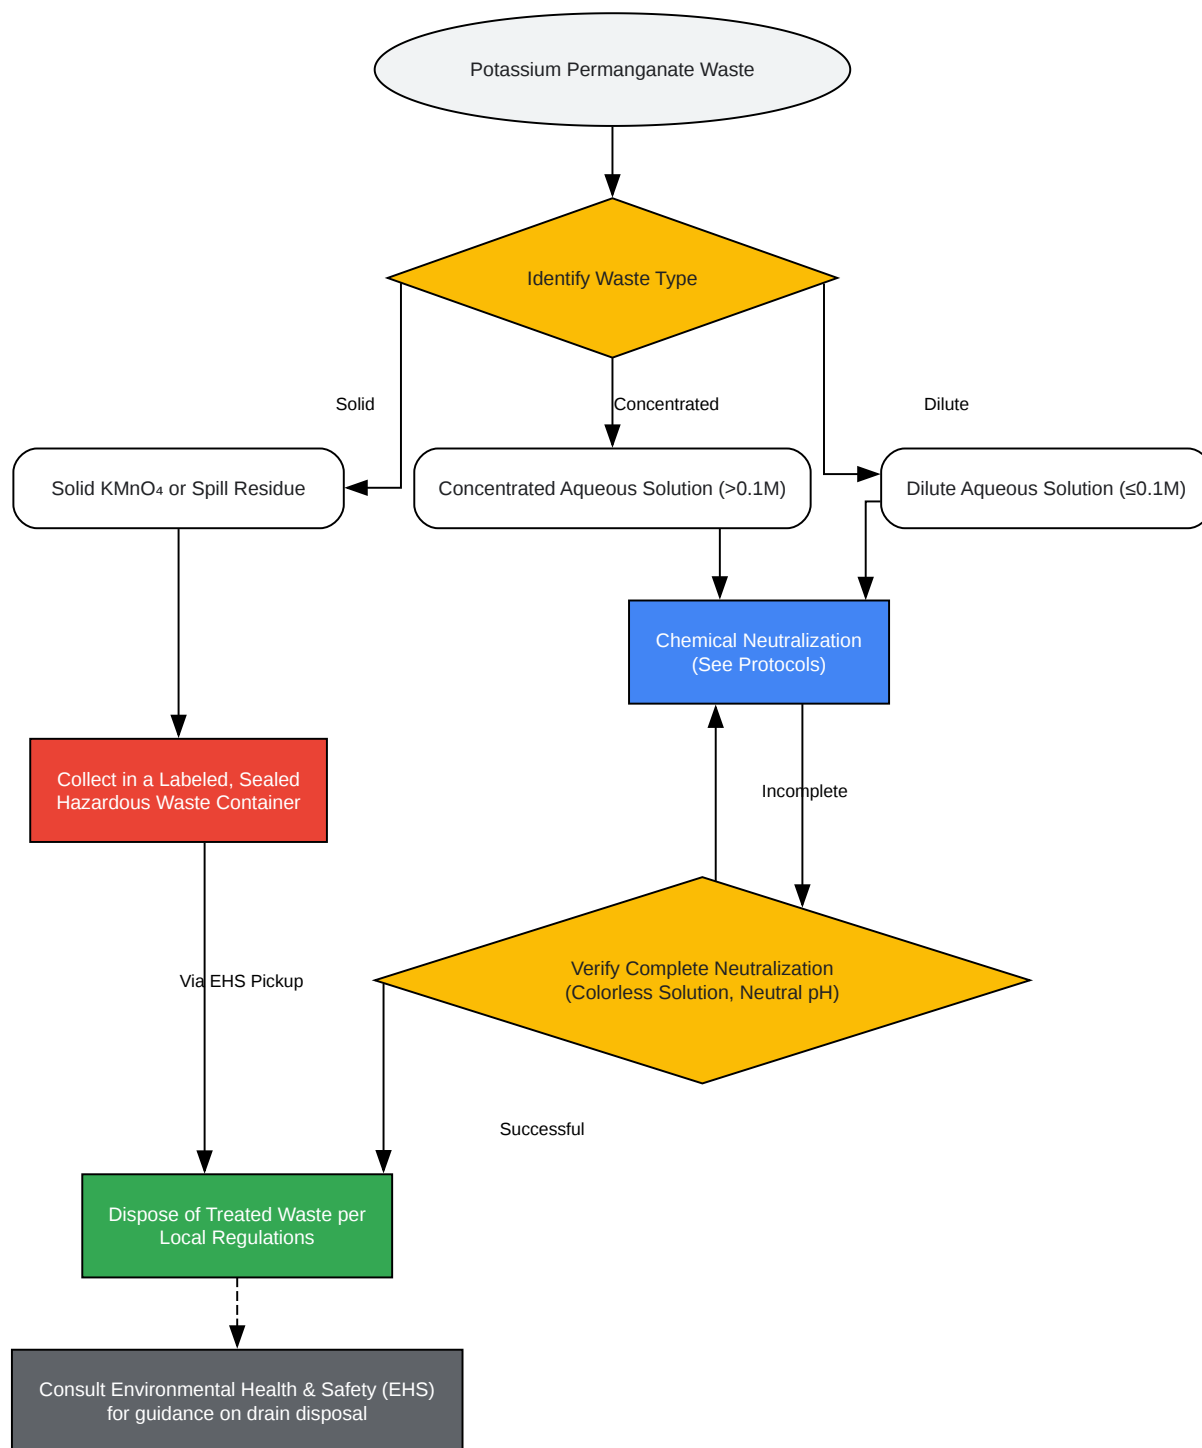 Potassium Permanganate Waste
Identify Waste Type
Solid
Concentrated
Dilute
Solid KMnO₄ or Spill Residue
Concentrated Aqueous Solution (>0.1M)
Dilute Aqueous Solution (≤0.1M)
Chemical Neutralization
(See Protocols)
Collect in a Labeled, Sealed
Hazardous Waste Container
Incomplete
Via EHS Pickup
Verify Complete Neutralization
(Colorless Solution, Neutral pH)
Successful
Dispose of Treated Waste per
Local Regulations
Consult Environmental Health & Safety (EHS)
for guidance on drain disposal